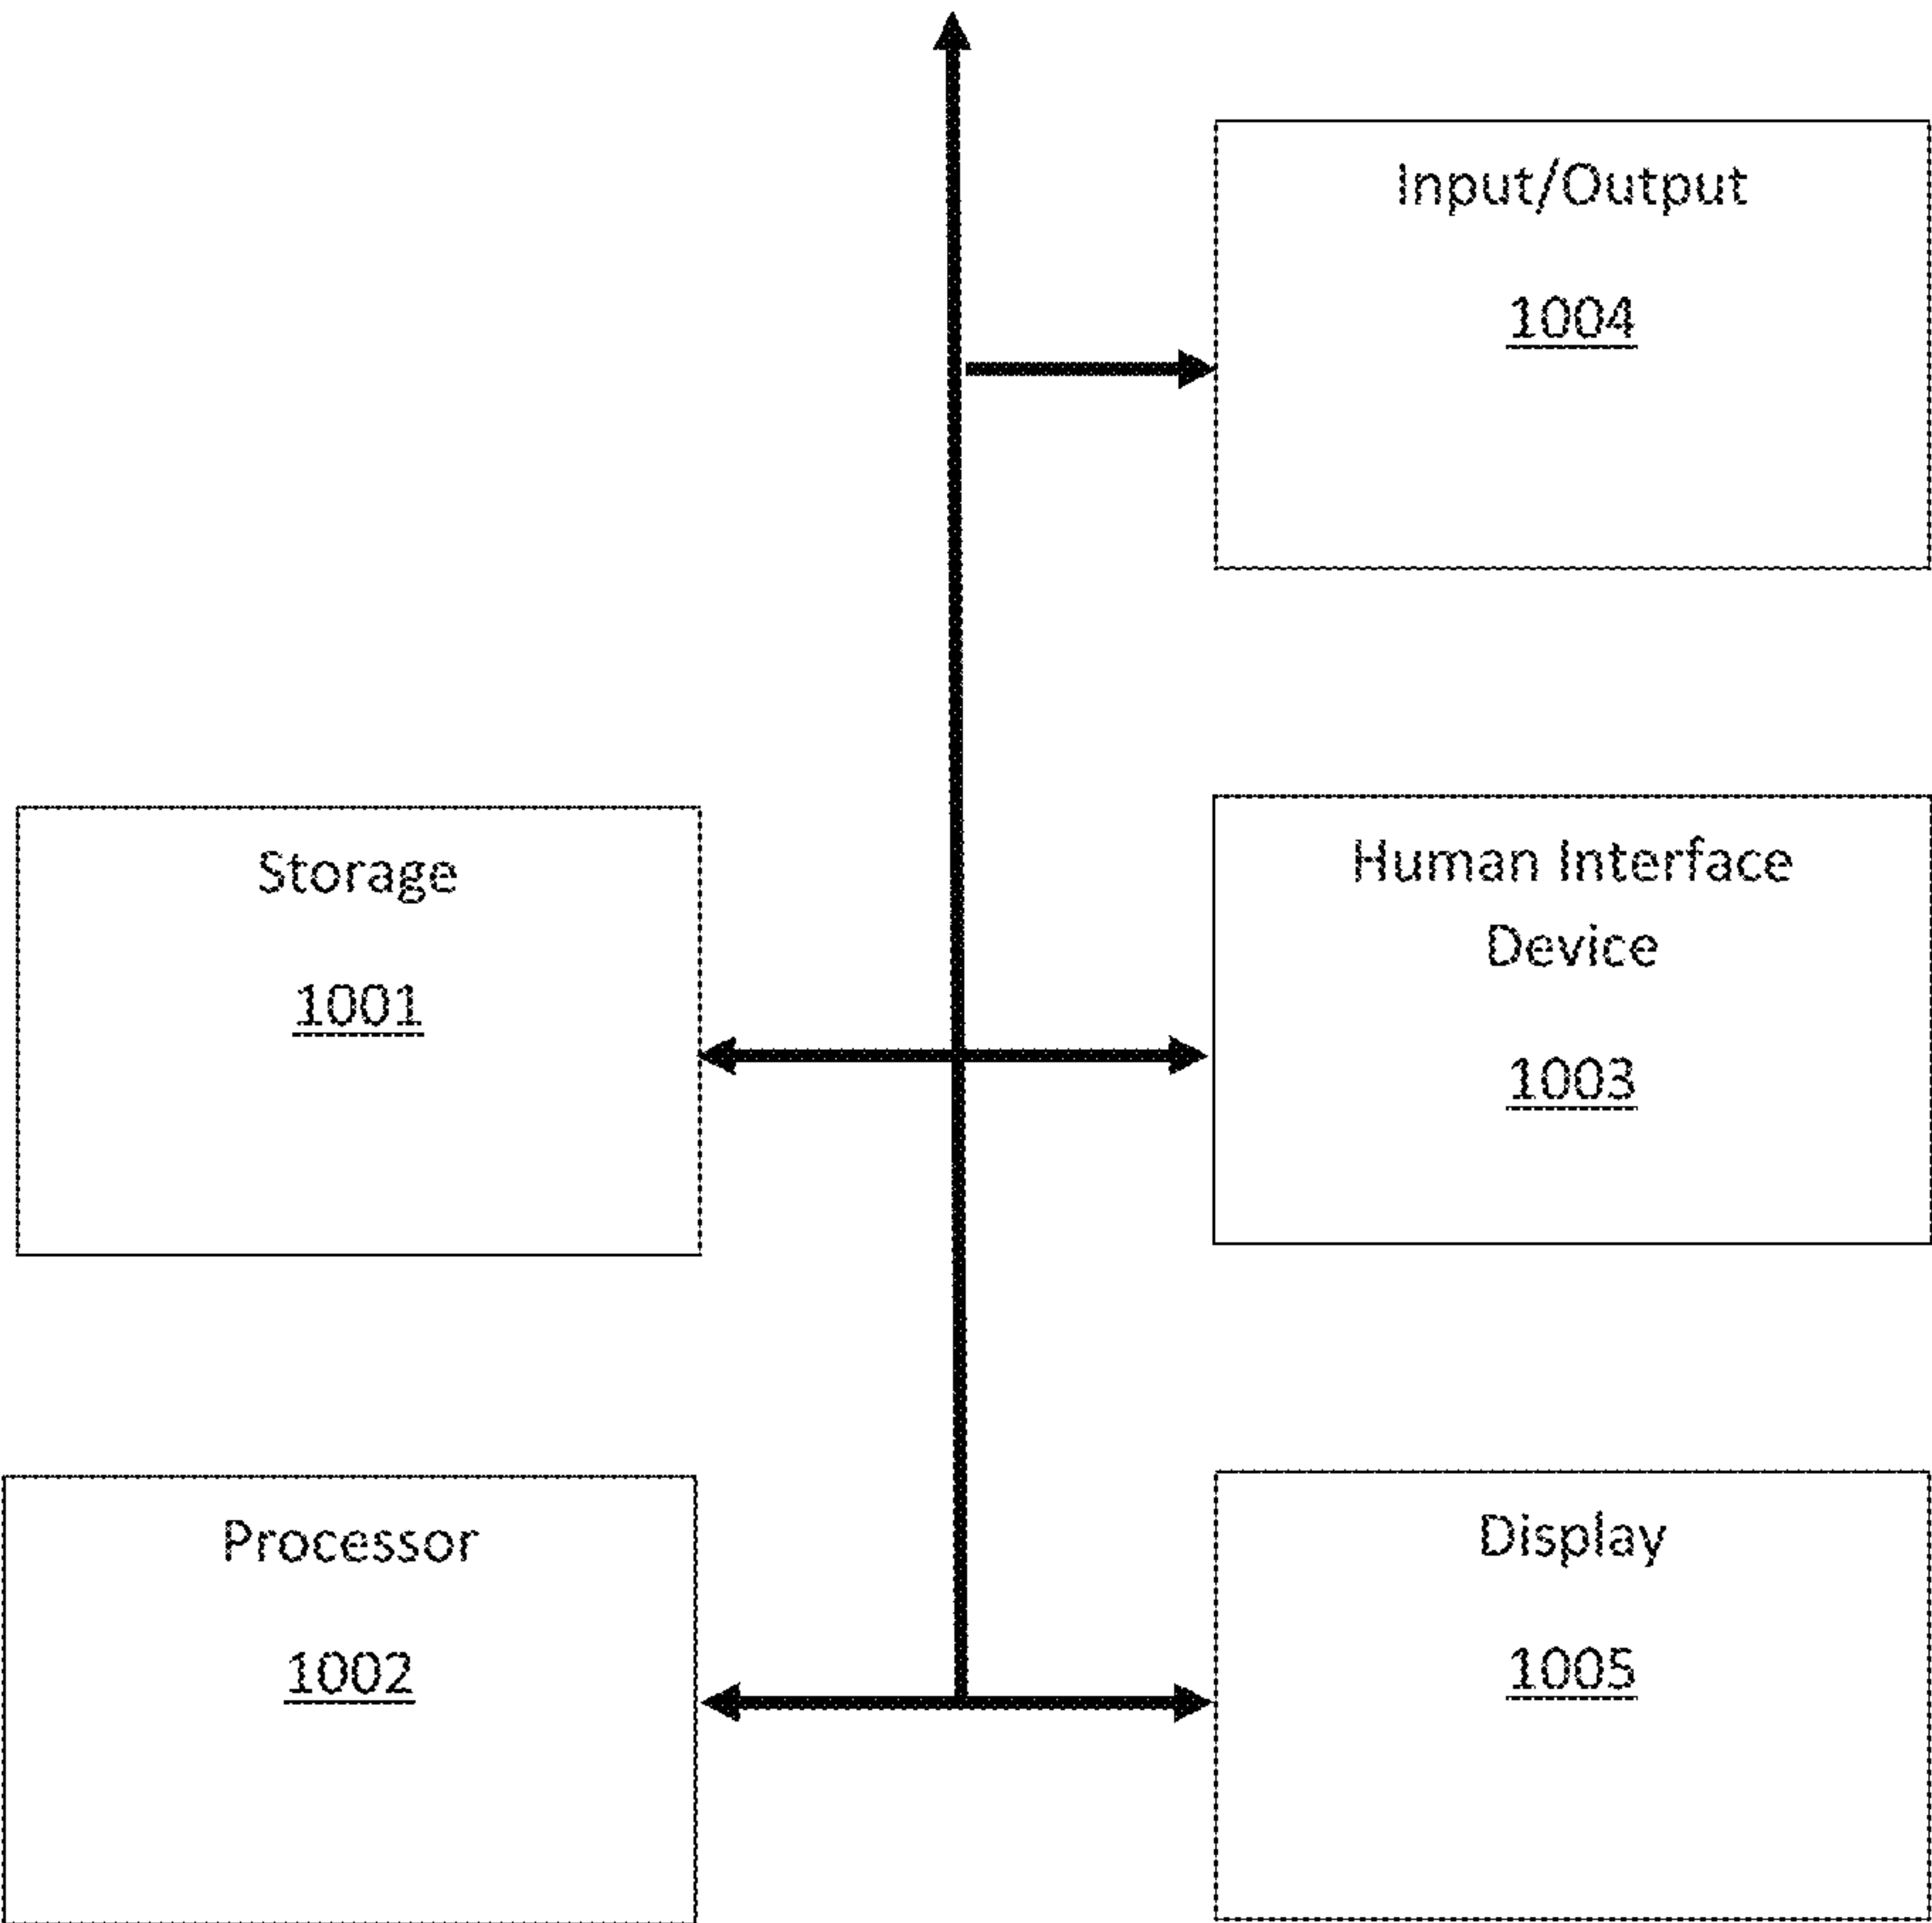 Input/Output
1004
Storage
1001
Human Interface
Device
1003
Processor
1002
Display
1005